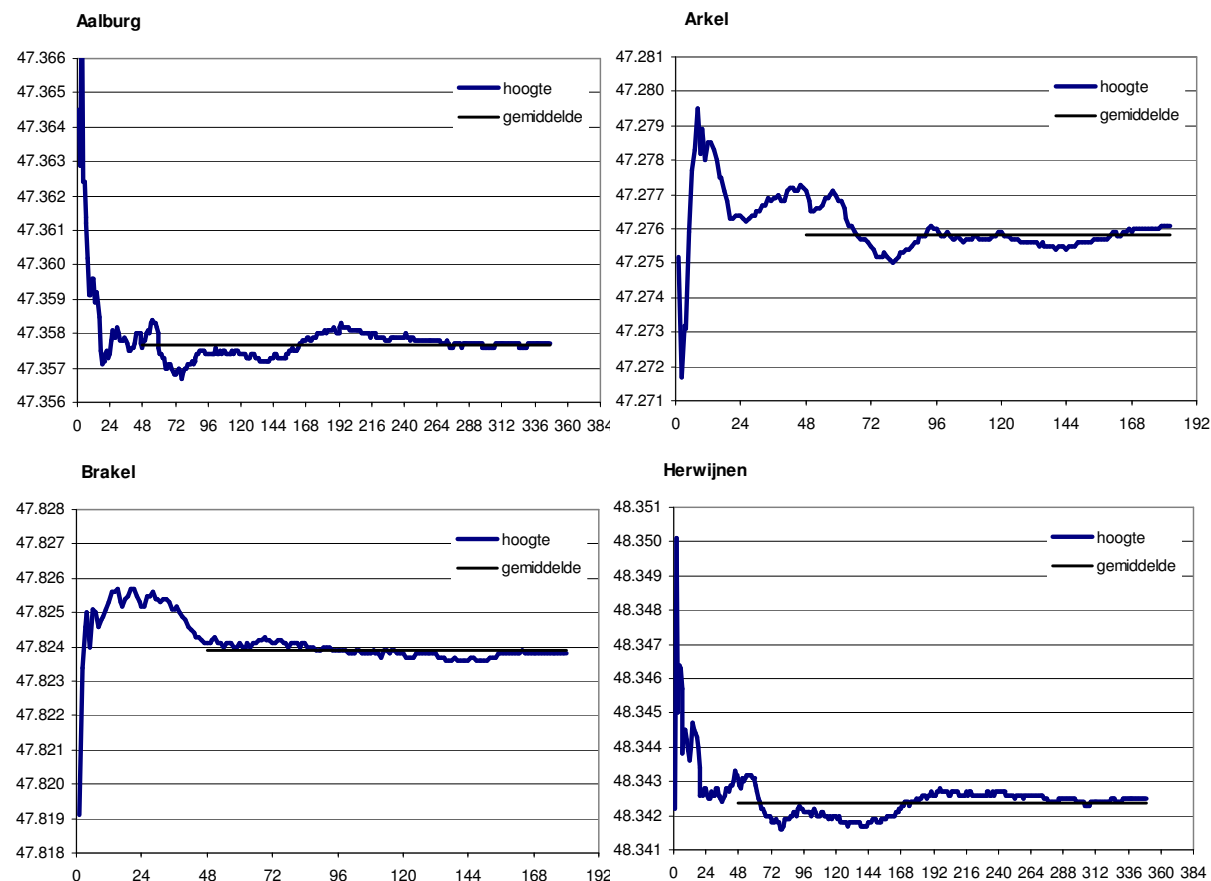 Aalburg
47.366
47.365
47.364
47.363
47.362
47.361
47.360
47.359
47.358
47.357
47.356
hoogte
gemiddelde
0 24 48 72 96 120 144 168 192 216 240 264 288 312 336 360 384
Arkel
47.281
47.280
47.279
47.278
47.277
47.276
47.275
47.274
47.273
47.272
47.271
hoogte
gemiddelde
0 24 48 72 96 120 144 168 192
Brakel
47.828
47.827
47.826
47.825
47.824
47.823
47.822
47.821
47.820
47.819
47.818
hoogte
gemiddelde
0 24 48 72 96 120 144 168 192
Herwijnen
48.351
48.350
48.349
48.348
48.347
48.346
48.345
48.344
48.343
48.342
48.341
hoogte
gemiddelde
0 24 48 72 96 120 144 168 192 216 240 264 288 312 336 360 384